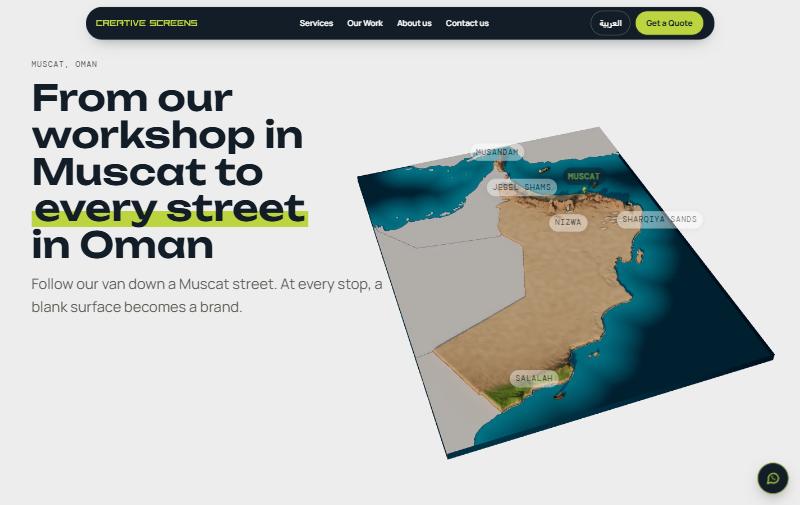 CREATIVE SCREENS
Services
Our Work
About us
Contact us
العربية
Get a Quote
MUSCAT, OMAN
From our
workshop in
Muscat to
every street
in Oman
Follow our van down a Muscat street. At every stop, a
blank surface becomes a brand.
MUSANDAM
MUSCAT
JEBEL SHAMS
NIZWA
SHARQIYA SANDS
SALALAH